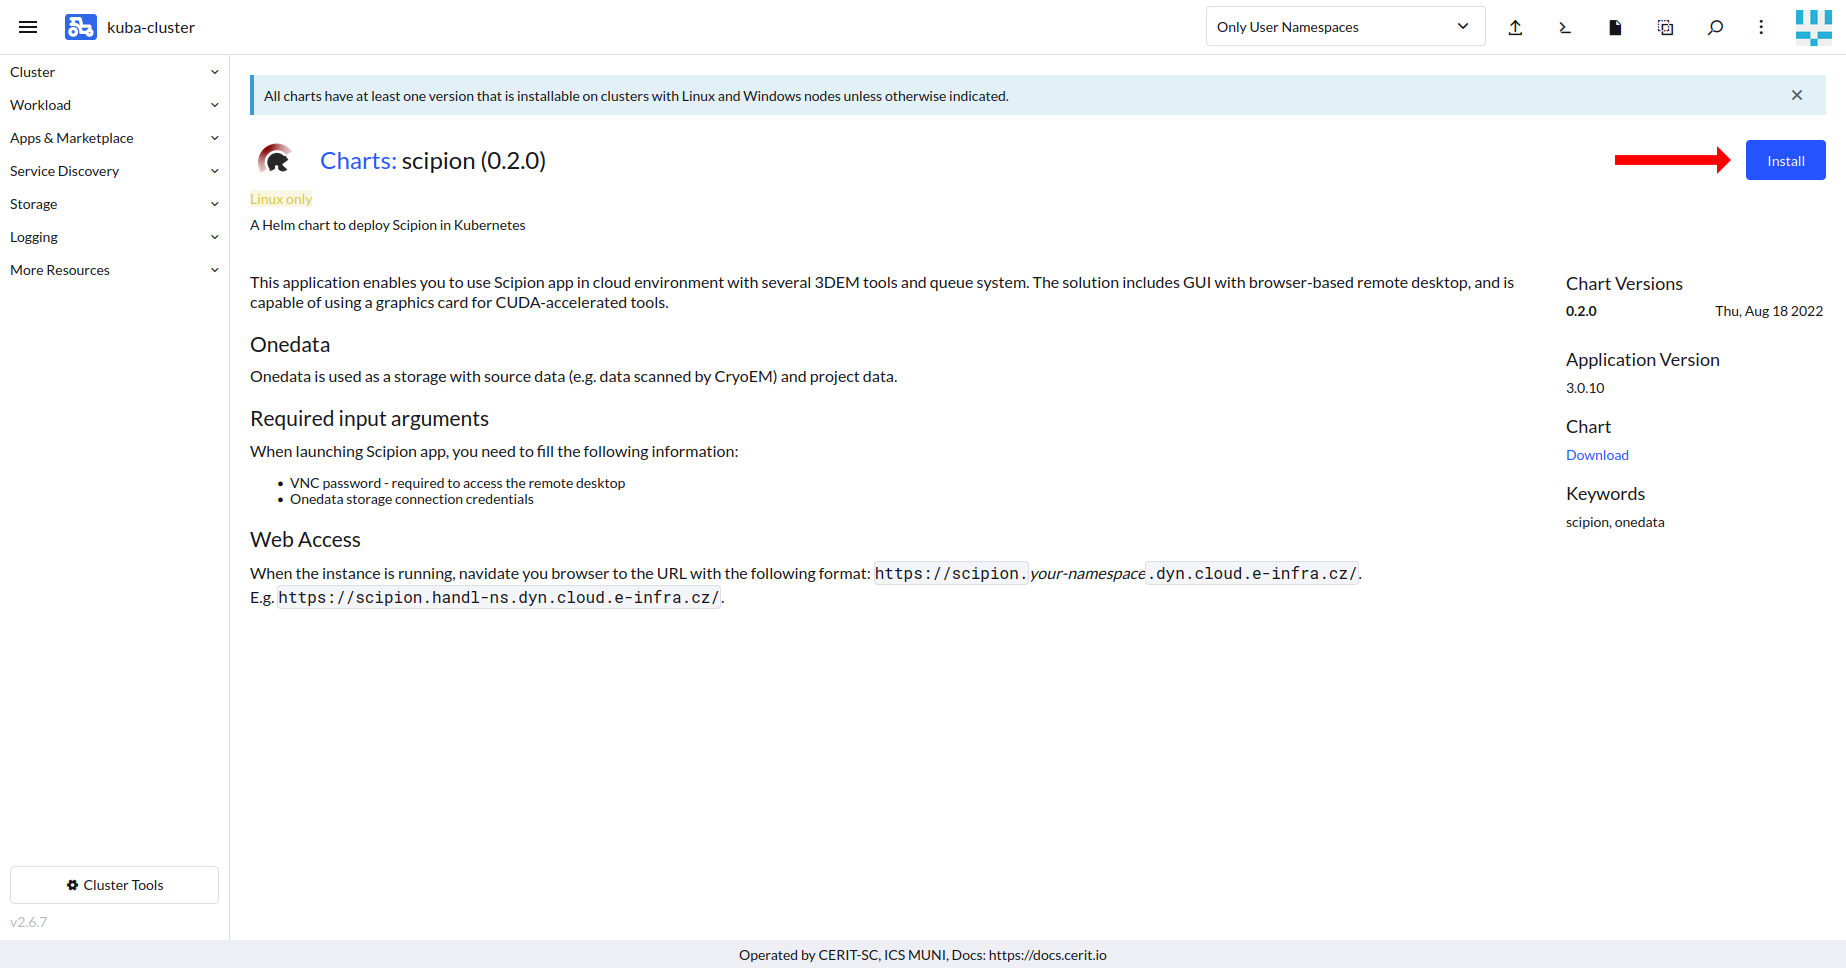 kuba-cluster
Only User Namespaces
Cluster
Workload
Apps & Marketplace
Service Discovery
Storage
Logging
More Resources
Cluster Tools
v2.6.7
All charts have at least one version that is installable on clusters with Linux and Windows nodes unless otherwise indicated.
Charts: scipion (0.2.0)
Install
Linux only
A Helm chart to deploy Scipion in Kubernetes
This application enables you to use Scipion app in cloud environment with several 3DEM tools and queue system. The solution includes GUI with browser-based remote desktop, and is
capable of using a graphics card for CUDA-accelerated tools.
Onedata
Onedata is used as a storage with source data (e.g. data scanned by CryoEM) and project data.
Required input arguments
When launching Scipion app, you need to fill the following information:
• VNC password - required to access the remote desktop
• Onedata storage connection credentials
Web Access
When the instance is running, navidate you browser to the URL with the following format: https://scipion.your-namespace.dyn.cloud.e-infra.cz/.
E.g. https://scipion.handl-ns.dyn.cloud.e-infra.cz/.
Chart Versions
0.2.0 Thu, Aug 18 2022
Application Version
3.0.10
Chart
Download
Keywords
scipion, onedata
Operated by CERIT-SC, ICS MUNI, Docs: https://docs.cerit.io